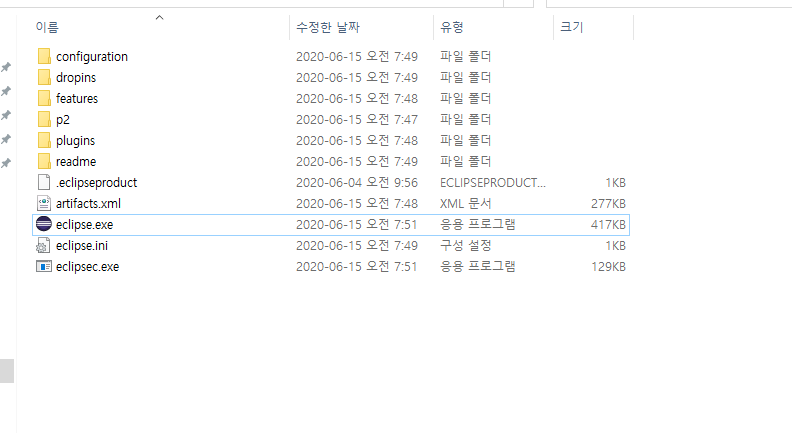 이름 수정한 날짜 유형 크기
configuration 2020-06-15 오전 7:49 파일 폴더
dropins 2020-06-15 오전 7:49 파일 폴더
features 2020-06-15 오전 7:48 파일 폴더
p2 2020-06-15 오전 7:47 파일 폴더
plugins 2020-06-15 오전 7:48 파일 폴더
readme 2020-06-15 오전 7:49 파일 폴더
.eclipseproduct 2020-06-04 오전 9:56 ECLIPSEPRODUCT... 1KB
artifacts.xml 2020-06-15 오전 7:48 XML 문서 277KB
eclipse.exe 2020-06-15 오전 7:51 응용 프로그램 417KB
eclipse.ini 2020-06-15 오전 7:49 구성 설정 1KB
eclipsec.exe 2020-06-15 오전 7:51 응용 프로그램 129KB